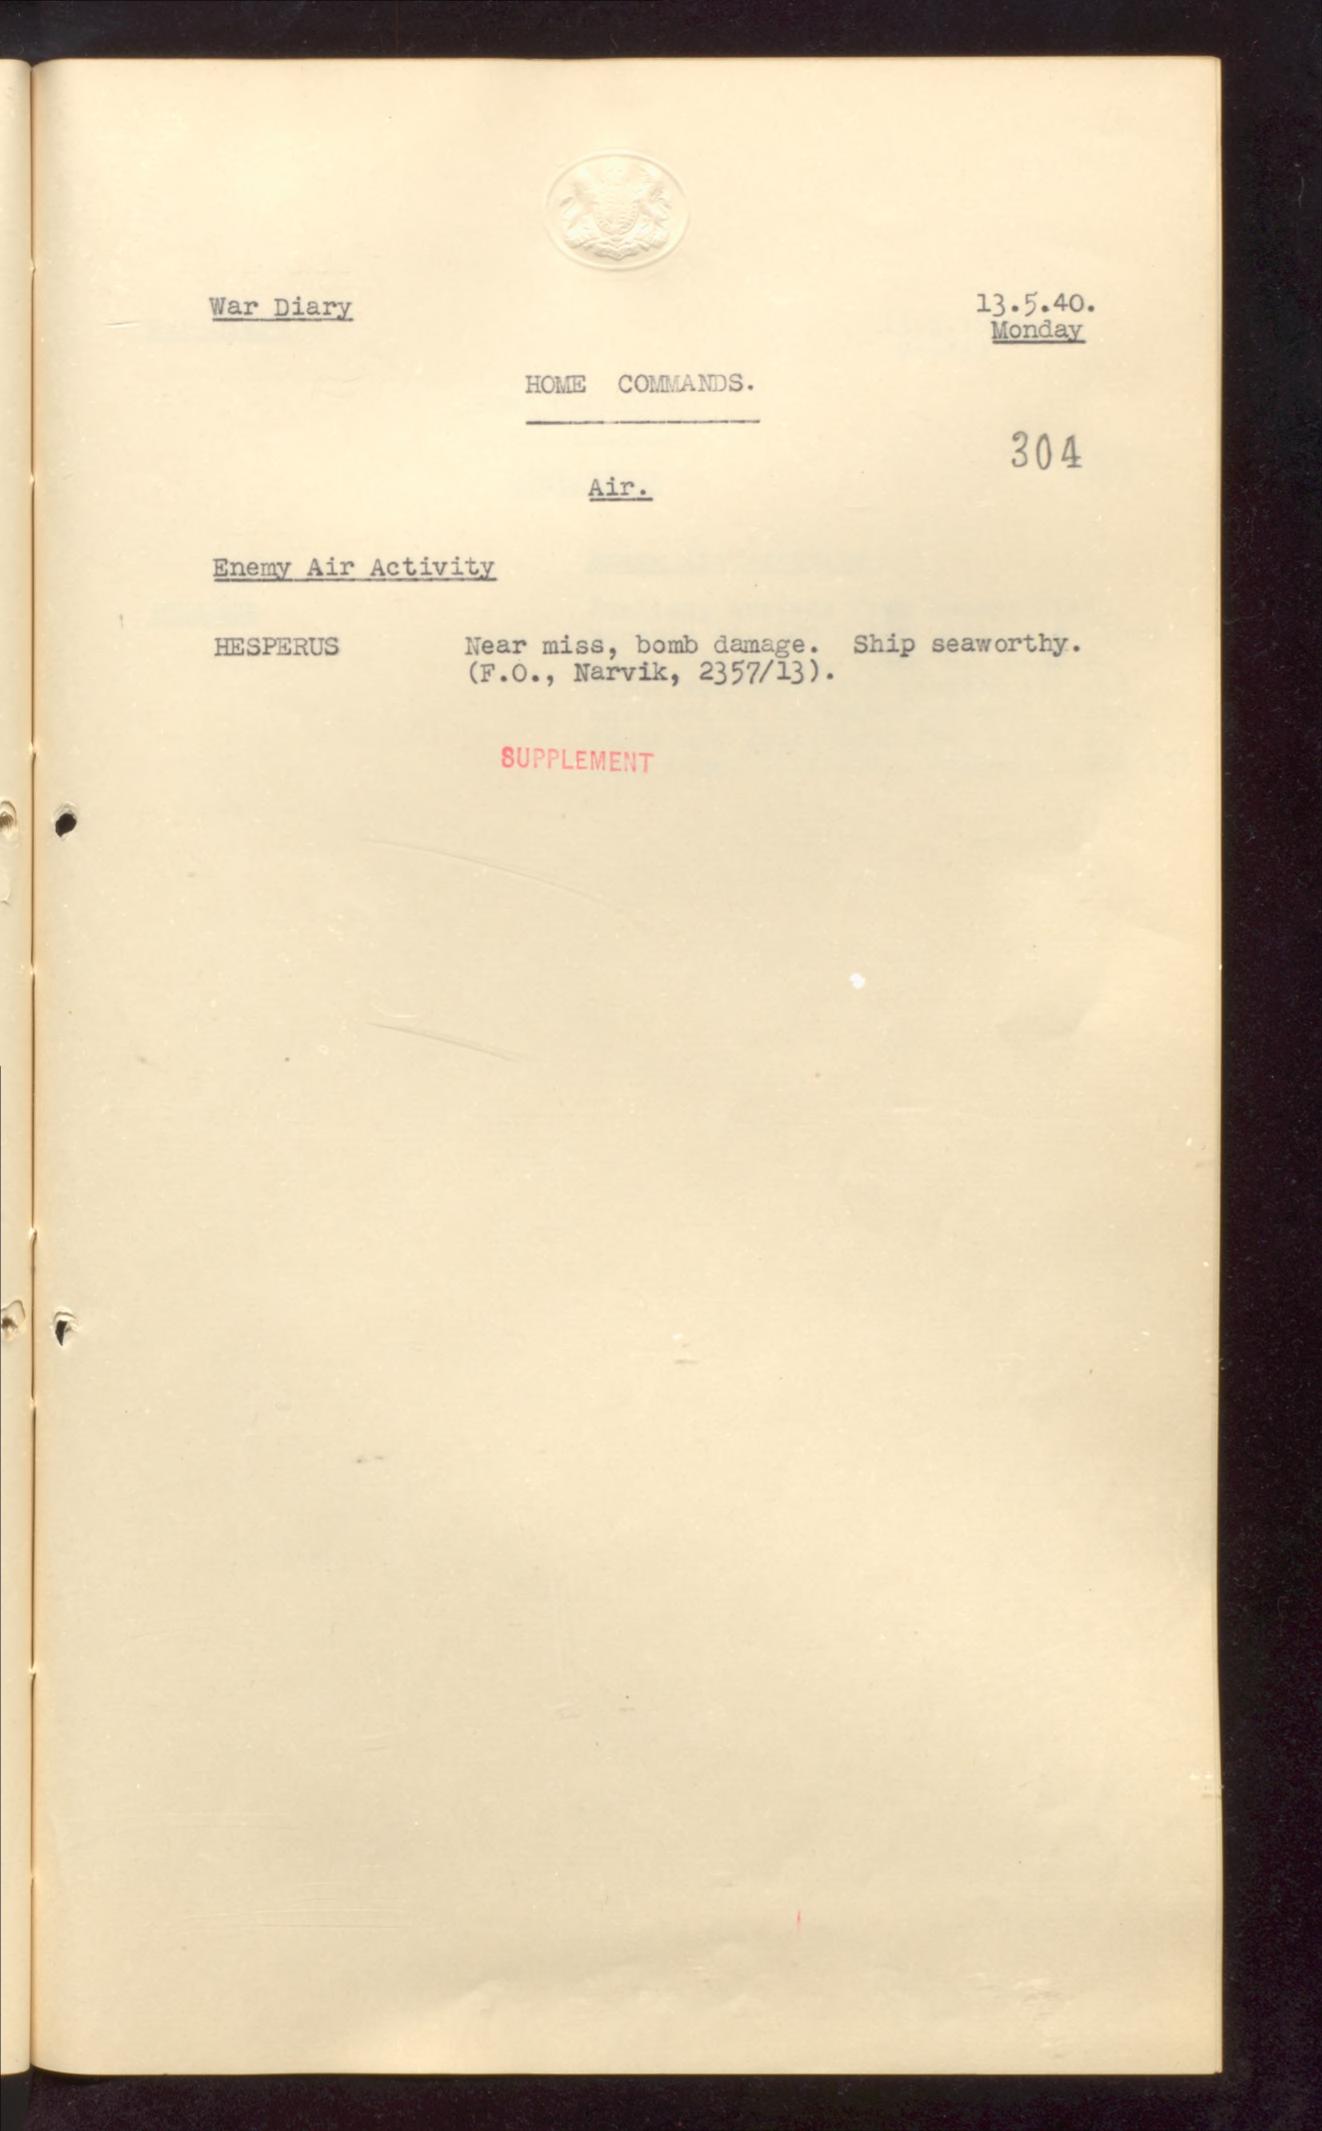 War Diary
13.5.40.
Monday
HOME COMMANDS.
304
Air.
Enemy Air Activity
HESPERUS Near miss, bomb damage. Ship seaworthy.
(F.O., Narvik, 2357/13).
SUPPLEMENT